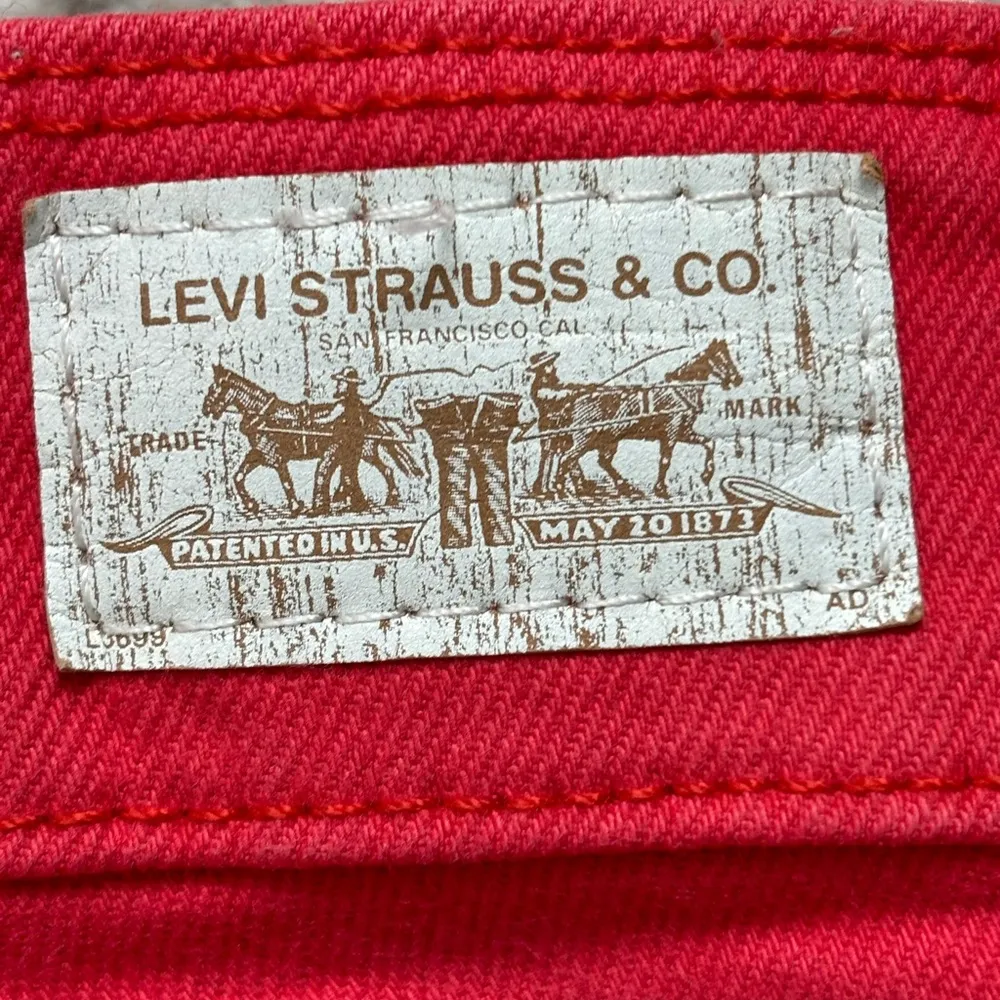 LEVI STRAUSS & CO.
SAN FRANCISCO CAL.
TRADE MARK
PATENTED IN U.S. MAY 20 1873
AD